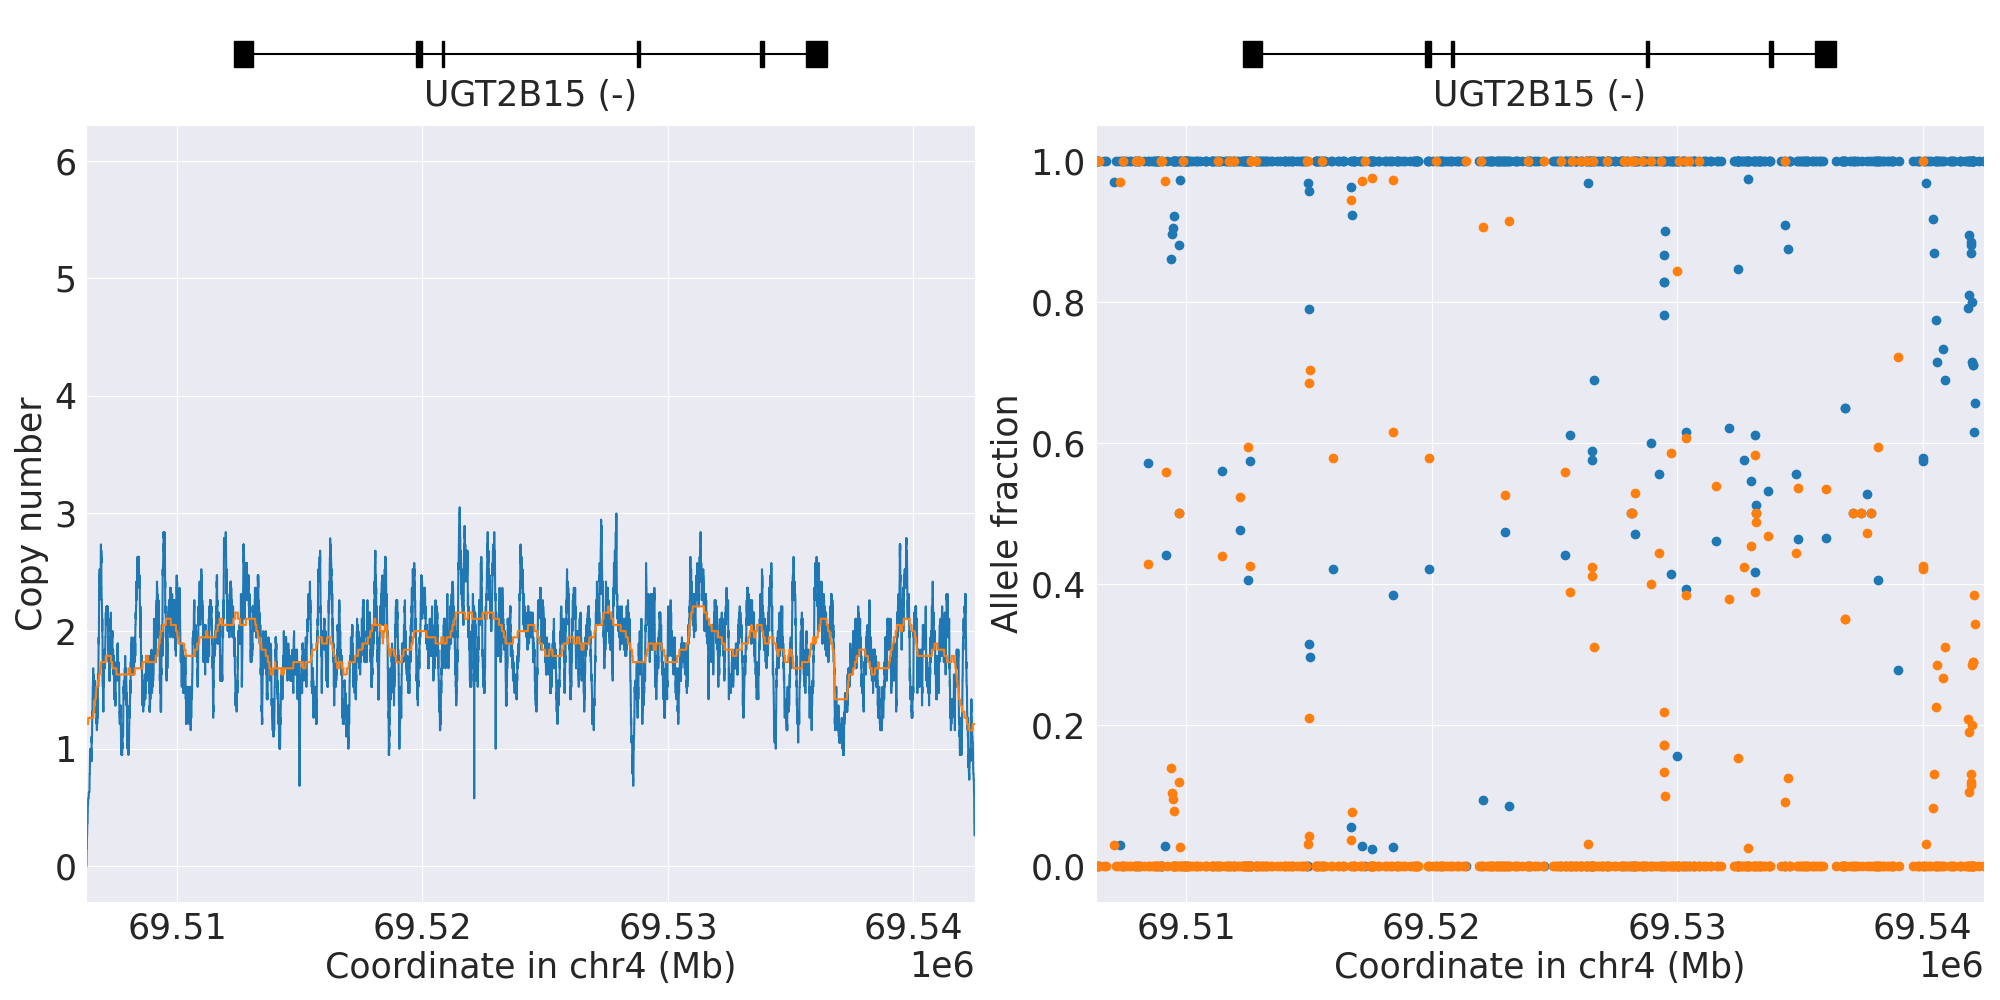 UGT2B15 (-)
UGT2B15 (-)
Copy number
6
5
4
3
2
1
0
69.51 69.52 69.53 69.54
Coordinate in chr4 (Mb) 1e6
Allele fraction
1.0
0.8
0.6
0.4
0.2
0.0
69.51 69.52 69.53 69.54
Coordinate in chr4 (Mb) 1e6